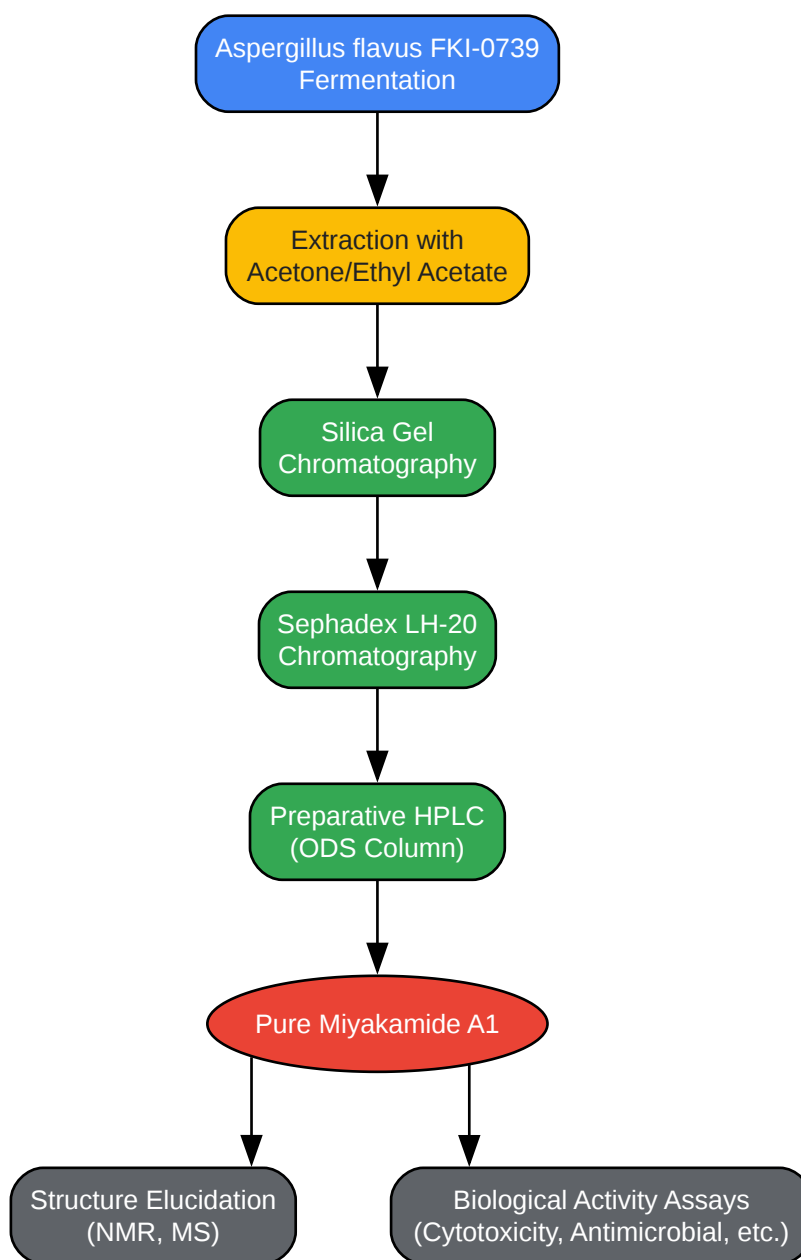 Aspergillus flavus FKI-0739
Fermentation
Extraction with
Acetone/Ethyl Acetate
Silica Gel
Chromatography
Sephadex LH-20
Chromatography
Preparative HPLC
(ODS Column)
Pure Miyakamide A1
Structure Elucidation
(NMR, MS)
Biological Activity Assays
(Cytotoxicity, Antimicrobial, etc.)